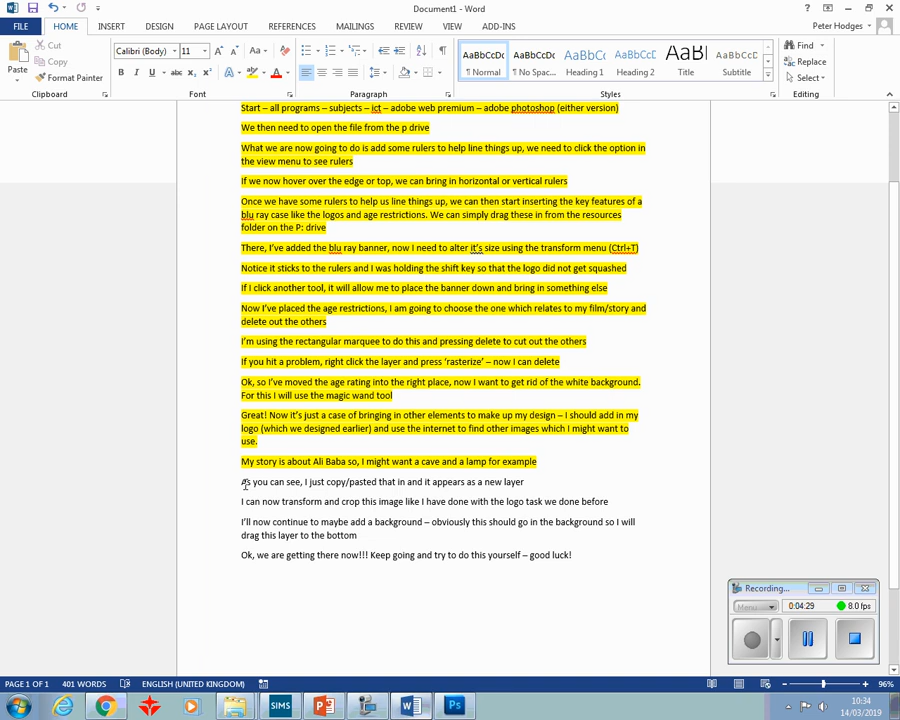 Document1 - Word
FILE HOME INSERT DESIGN PAGE LAYOUT REFERENCES MAILINGS REVIEW VIEW ADD-INS
Peter Hodges
Cut
Copy
Format Painter
Paste
Clipboard
Calibri (Body) 11
Font
Paragraph
AaBbCcDc AaBbCcDc AaBbCc AaBbCcD AaBl AaBbCcD
¶ Normal ¶ No Spac... Heading 1 Heading 2 Title Subtitle
Styles
Find
Replace
Select
Editing
Start – all programs – subjects – ict – adobe web premium – adobe photoshop (either version)
We then need to open the file from the p drive
What we are now going to do is add some rulers to help line things up, we need to click the option in
the view menu to see rulers
If we now hover over the edge or top, we can bring in horizontal or vertical rulers
Once we have some rulers to help us line things up, we can then start inserting the key features of a
blu ray case like the logos and age restrictions. We can simply drag these in from the resources
folder on the P: drive
There, I've added the blu ray banner, now I need to alter it's size using the transform menu (Ctrl+T)
Notice it sticks to the rulers and I was holding the shift key so that the logo did not get squashed
If I click another tool, it will allow me to place the banner down and bring in something else
Now I've placed the age restrictions, I am going to choose the one which relates to my film/story and
delete out the others
I'm using the rectangular marquee to do this and pressing delete to cut out the others
If you hit a problem, right click the layer and press 'rasterize' – now I can delete
Ok, so I've moved the age rating into the right place, now I want to get rid of the white background.
For this I will use the magic wand tool
Great! Now it's just a case of bringing in other elements to make up my design – I should add in my
logo (which we designed earlier) and use the internet to find other images which I might want to
use.
My story is about Ali Baba so, I might want a cave and a lamp for example
As you can see, I just copy/pasted that in and it appears as a new layer
I can now transform and crop this image like I have done with the logo task we done before
I'll now continue to maybe add a background – obviously this should go in the background so I will
drag this layer to the bottom
Ok, we are getting there now!!! Keep going and try to do this yourself – good luck!
Recording...
Menu 0:04:29 8.0 fps
PAGE 1 OF 1 401 WORDS ENGLISH (UNITED KINGDOM) 96%
SIMS
Ps
10:34
14/03/2019